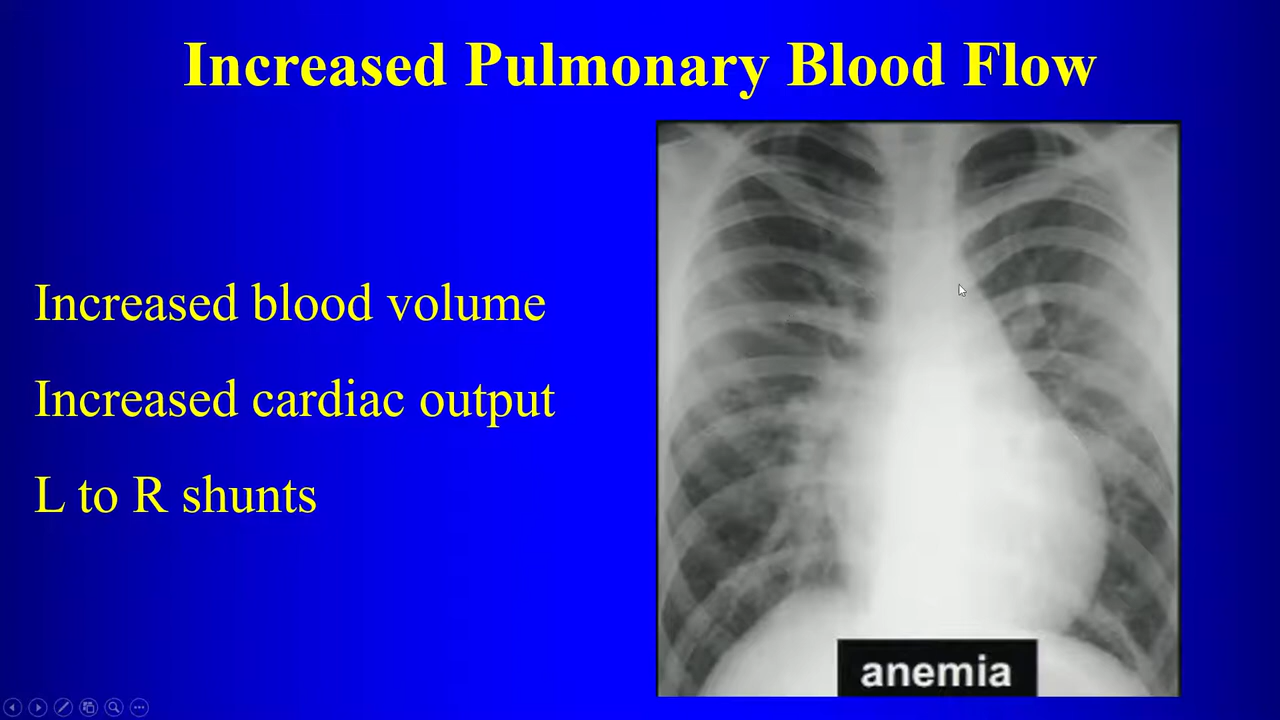 Increased Pulmonary Blood Flow
Increased blood volume
Increased cardiac output
L to R shunts
anemia